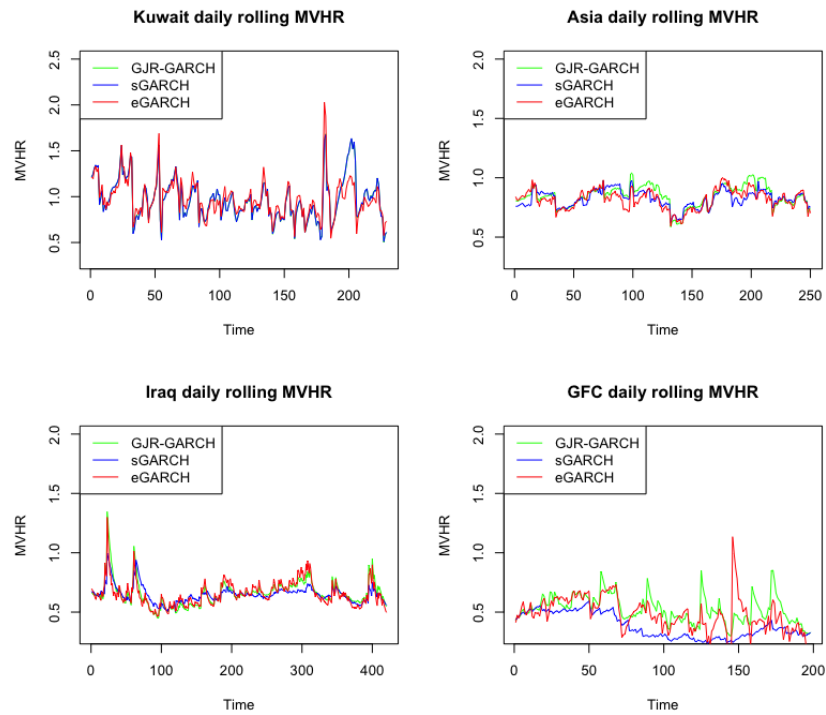 Kuwait daily rolling MVHR
GJR-GARCH
sGARCH
eGARCH
MVHR
0.5 1.0 1.5 2.0 2.5
0 50 100 150 200
Time
Asia daily rolling MVHR
GJR-GARCH
sGARCH
eGARCH
MVHR
0.5 1.0 1.5 2.0
0 50 100 150 200 250
Time
Iraq daily rolling MVHR
GJR-GARCH
sGARCH
eGARCH
MVHR
0.5 1.0 1.5 2.0
0 100 200 300 400
Time
GFC daily rolling MVHR
GJR-GARCH
sGARCH
eGARCH
MVHR
0.5 1.0 1.5 2.0
0 50 100 150 200
Time